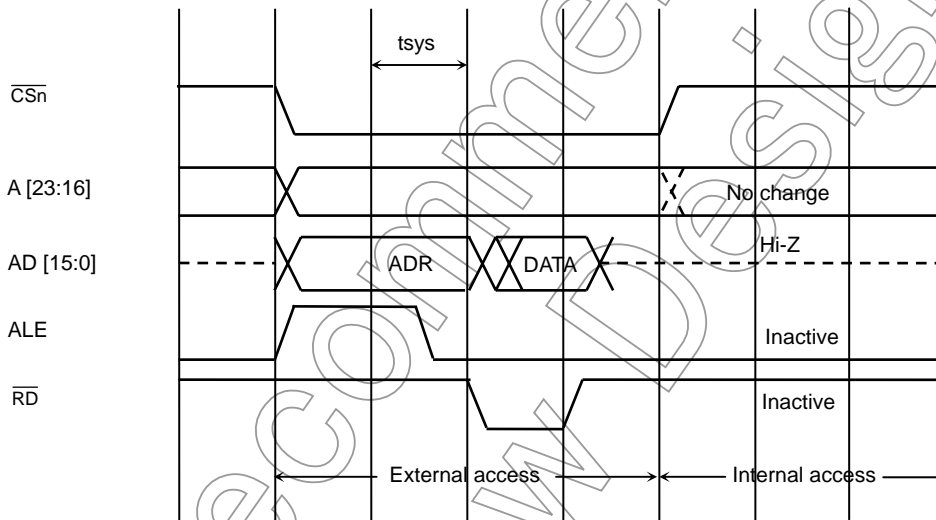 tsys
CSn
A [23:16]
No change
AD [15:0]
ADR
DATA
Hi-Z
ALE
Inactive
RD
Inactive
External access
Internal access